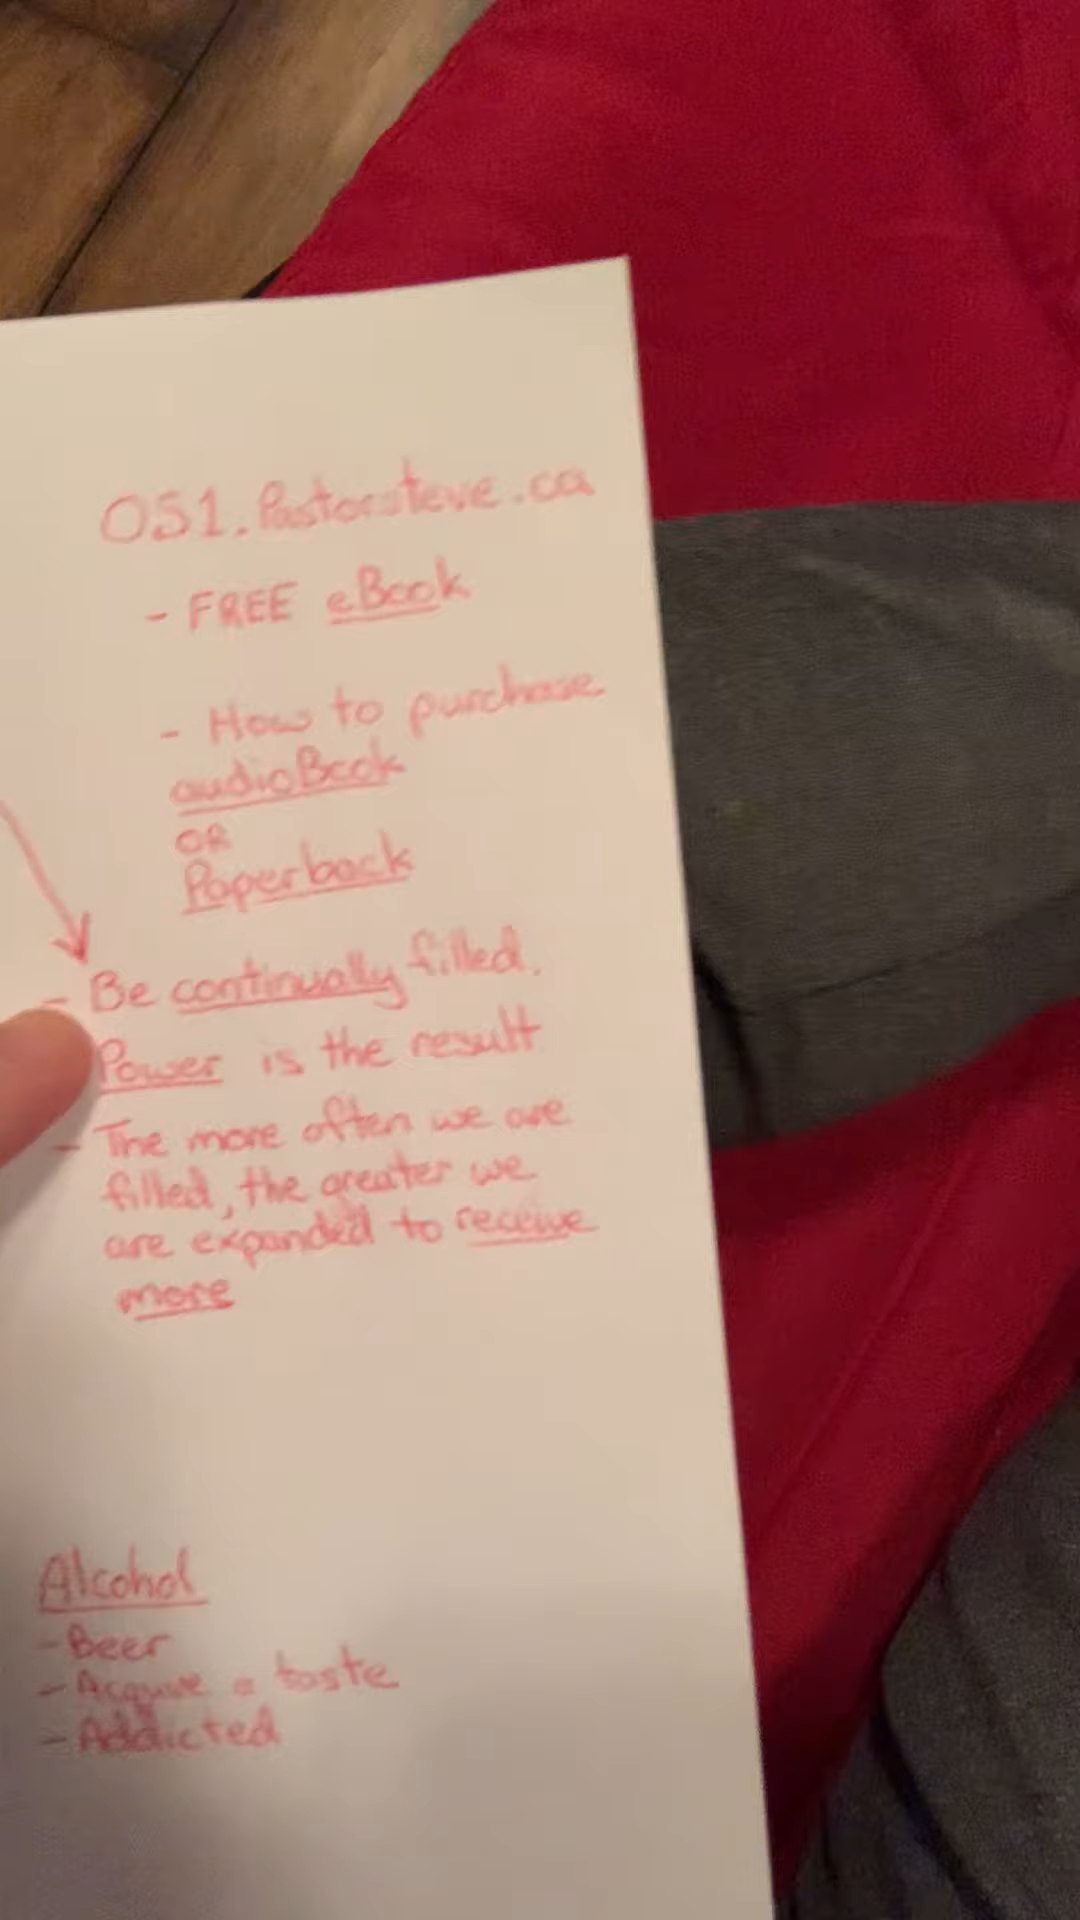 OS1.Pastorsteve.ca
- FREE eBook
- How to purchase
audioBook
OR
Paperback
- Be continually filled.
Power is the result
- The more often we are
filled, the greater we
are expanded to receive
more
Alcohol
- Beer
- Acquire a taste
- Addicted